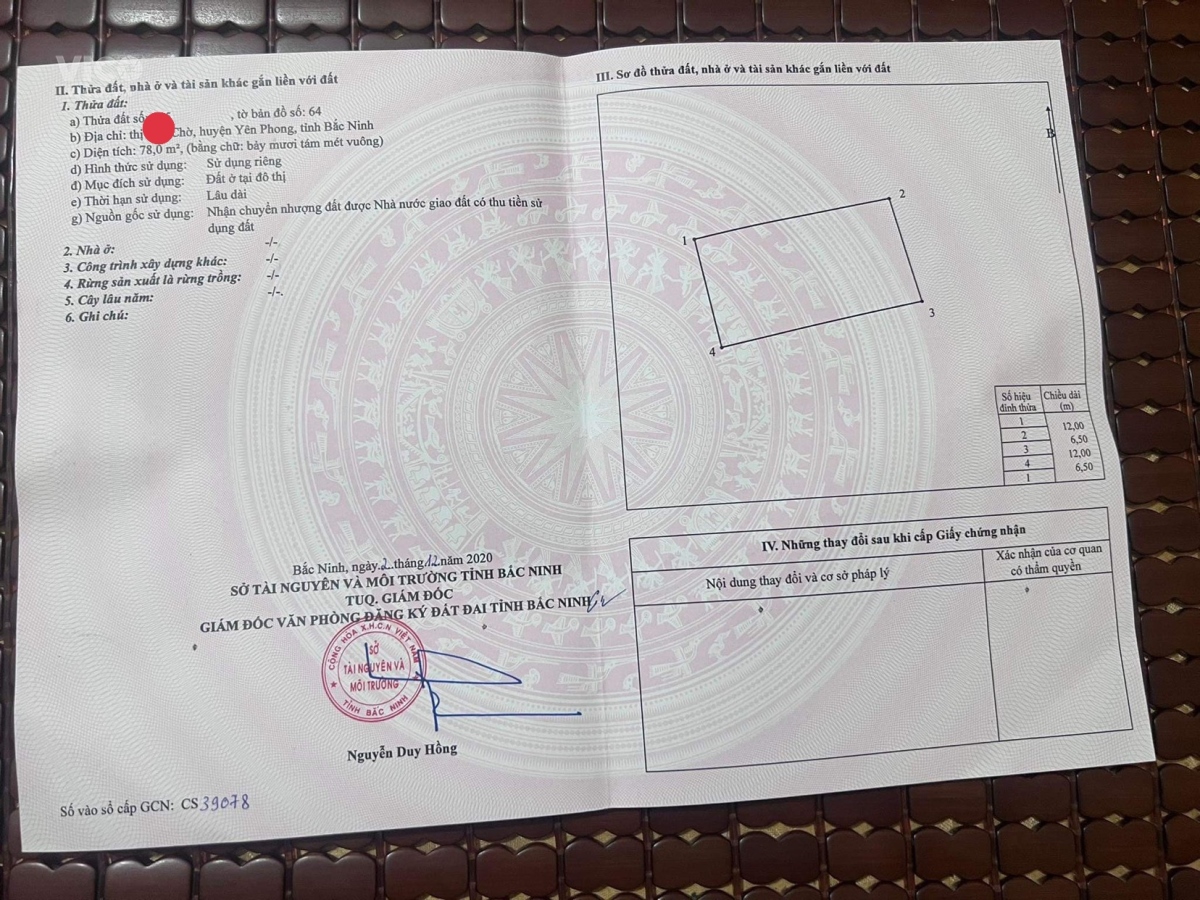 II. Thửa đất, nhà ở và tài sản khác gắn liền với đất
1. Thửa đất:
a) Thửa đất số , tờ bản đồ số: 64
b) Địa chỉ: thị Chờ, huyện Yên Phong, tỉnh Bắc Ninh
c) Diện tích: 78,0 m², (bằng chữ: bảy mươi tám mét vuông)
d) Hình thức sử dụng: Sử dụng riêng
đ) Mục đích sử dụng: Đất ở tại đô thị
e) Thời hạn sử dụng: Lâu dài
g) Nguồn gốc sử dụng: Nhận chuyển nhượng đất được Nhà nước giao đất có thu tiền sử
dụng đất
2. Nhà ở: -/-
3. Công trình xây dựng khác: -/-
4. Rừng sản xuất là rừng trồng: -/-
5. Cây lâu năm: -/-.
6. Ghi chú:
Bắc Ninh, ngày 2 tháng 12 năm 2020
SỞ TÀI NGUYÊN VÀ MÔI TRƯỜNG TỈNH BẮC NINH
TUQ. GIÁM ĐỐC
GIÁM ĐỐC VĂN PHÒNG ĐĂNG KÝ ĐẤT ĐAI TỈNH BẮC NINH
CỘNG HÒA X.H.C.N VIỆT NAM
SỞ
TÀI NGUYÊN VÀ
MÔI TRƯỜNG
TỈNH BẮC NINH
Nguyễn Duy Hồng
Số vào sổ cấp GCN: CS 39078
III. Sơ đồ thửa đất, nhà ở và tài sản khác gắn liền với đất
B
1
2
3
4
Số hiệu đỉnh thửa Chiều dài (m)
1
12,00
2
6,50
3
12,00
4
6,50
1
IV. Những thay đổi sau khi cấp Giấy chứng nhận
Nội dung thay đổi và cơ sở pháp lý
Xác nhận của cơ quan
có thẩm quyền